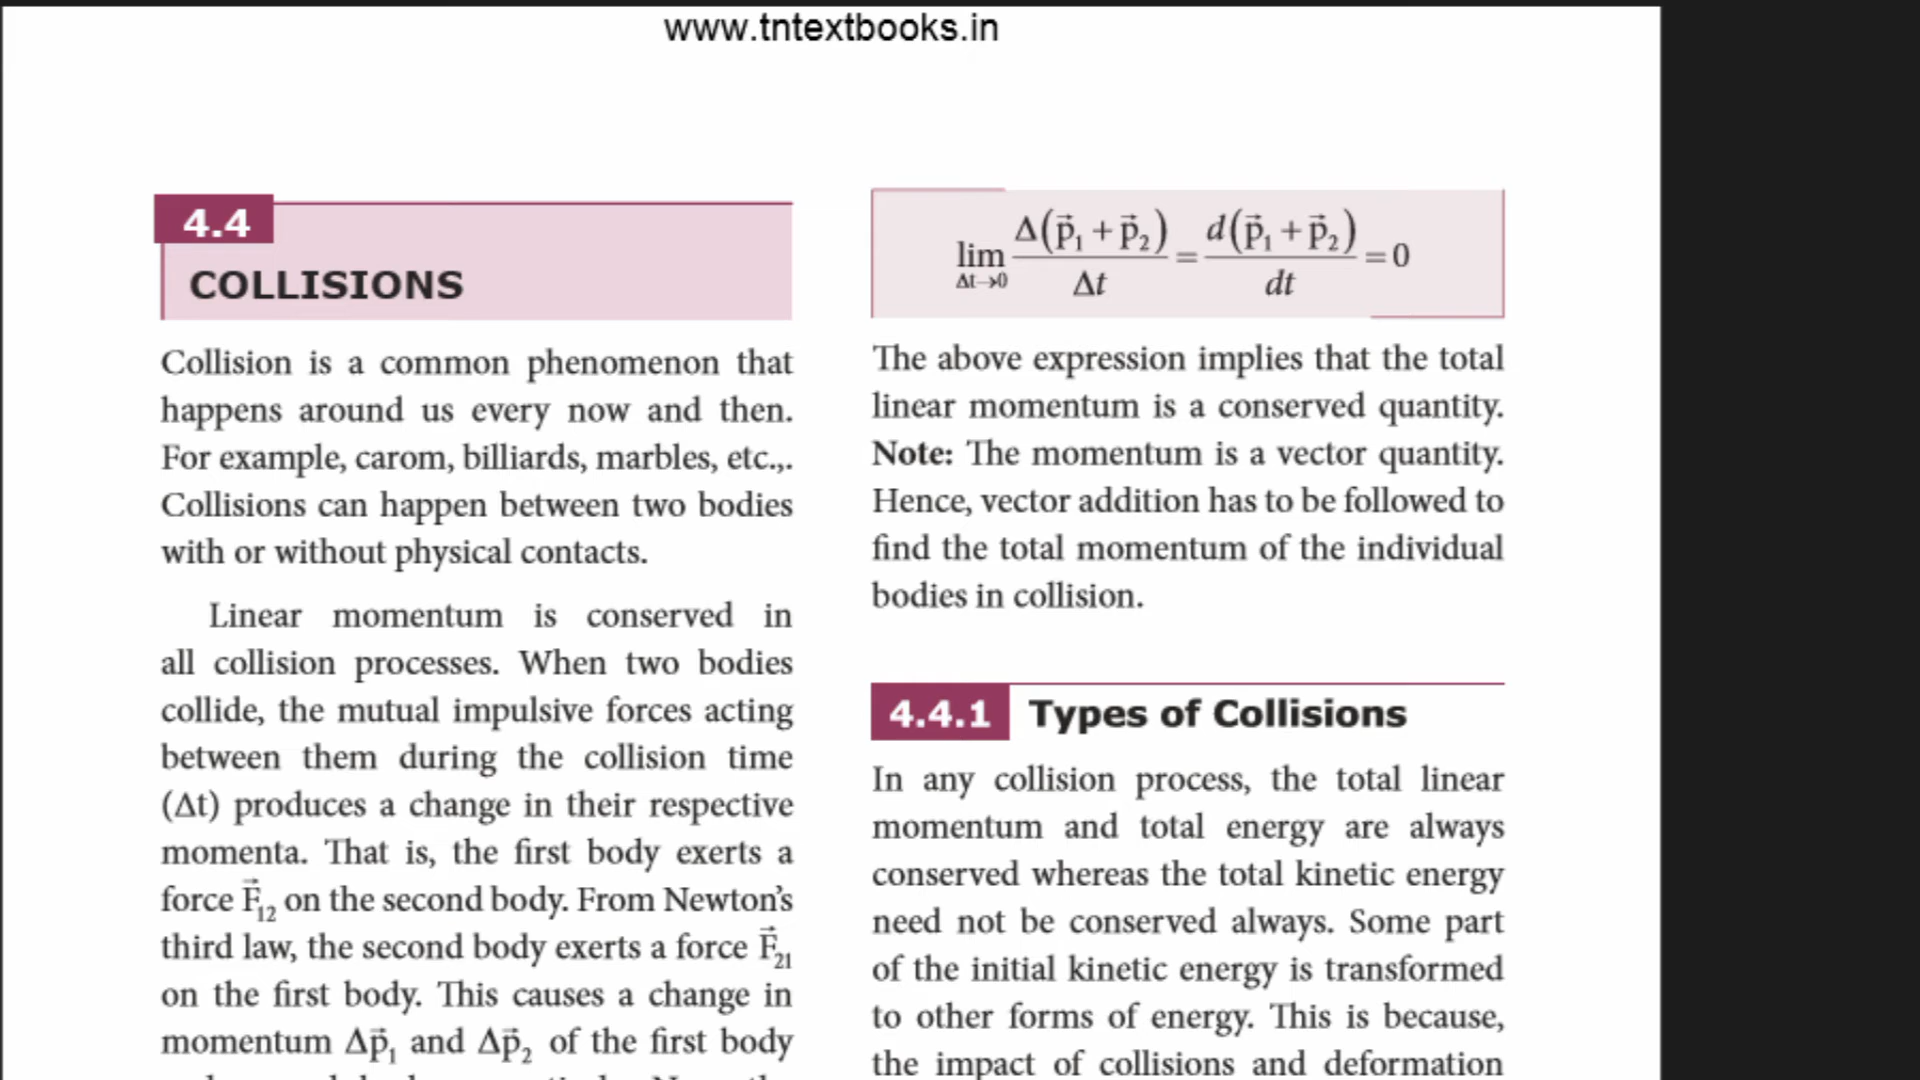 www.tntextbooks.in
4.4
COLLISIONS
Collision is a common phenomenon that
happens around us every now and then.
For example, carom, billiards, marbles, etc.,.
Collisions can happen between two bodies
with or without physical contacts.
Linear momentum is conserved in
all collision processes. When two bodies
collide, the mutual impulsive forces acting
between them during the collision time
(Δt) produces a change in their respective
momenta. That is, the first body exerts a
force F⃗₁₂ on the second body. From Newton's
third law, the second body exerts a force F⃗₂₁
on the first body. This causes a change in
momentum Δp⃗₁ and Δp⃗₂ of the first body
lim Δt→0 Δ(p⃗₁ + p⃗₂)/Δt = d(p⃗₁ + p⃗₂)/dt = 0
The above expression implies that the total
linear momentum is a conserved quantity.
Note: The momentum is a vector quantity.
Hence, vector addition has to be followed to
find the total momentum of the individual
bodies in collision.
4.4.1 Types of Collisions
In any collision process, the total linear
momentum and total energy are always
conserved whereas the total kinetic energy
need not be conserved always. Some part
of the initial kinetic energy is transformed
to other forms of energy. This is because,
the impact of collisions and deformation